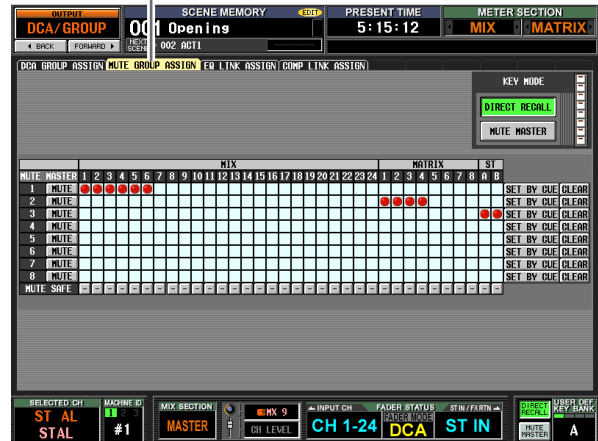 OUTPUT SCENE MEMORY EDIT PRESENT TIME METER SECTION
DCA/GROUP 001 Opening 5:15:12 MIX MATRIX
BACK FORWARD NEXT SCENE 002 ACT1
DCA GROUP ASSIGN MUTE GROUP ASSIGN EQ LINK ASSIGN COMP LINK ASSIGN
KEY MODE
DIRECT RECALL
MUTE MASTER
MIX MATRIX ST
MUTE MASTER 1 2 3 4 5 6 7 8 9 10 11 12 13 14 15 16 17 18 19 20 21 22 23 24 1 2 3 4 5 6 7 8 A B
1 MUTE SET BY CUE CLEAR
2 MUTE SET BY CUE CLEAR
3 MUTE SET BY CUE CLEAR
4 MUTE SET BY CUE CLEAR
5 MUTE SET BY CUE CLEAR
6 MUTE SET BY CUE CLEAR
7 MUTE SET BY CUE CLEAR
8 MUTE SET BY CUE CLEAR
MUTE SAFE
SELECTED CH MACHINE ID MIX SECTION MX 9 INPUT CH FADER STATUS ST IN / FX RTN DIRECT RECALL USER DEF KEY BANK
ST AL 1 2 3 MASTER CH 1-24 FADER MODE ST IN
STAL #1 CH LEVEL DCA MUTE MASTER A